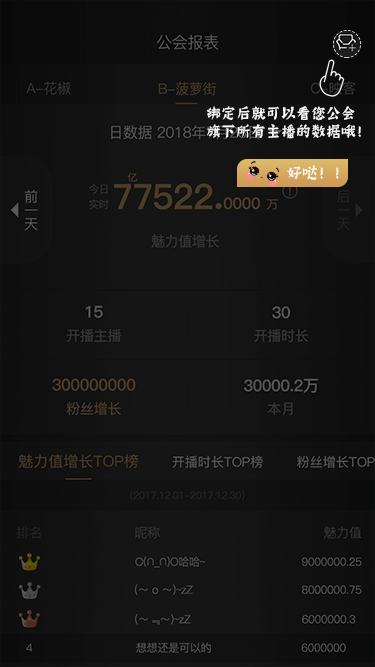 公会报表
A-花椒
B-菠萝街
绑定后就可以看您公会
旗下所有主播的数据哦!
日数据 2018年
好哒!!
前一天
后一天
今日
实时
亿
77522.0000 万
魅力值增长
15
30
开播主播
开播时长
300000000
30000.2万
粉丝增长
本月
魅力值增长TOP榜
开播时长TOP榜
粉丝增长TOP
(2017.12.01-2017.12.30)
排名
昵称
魅力值
O(∩_∩)O哈哈~
9000000.25
(～ o ～)~zZ
8000000.75
(～﹃～)~zZ
6000000.3
4
想想还是可以的
6000000